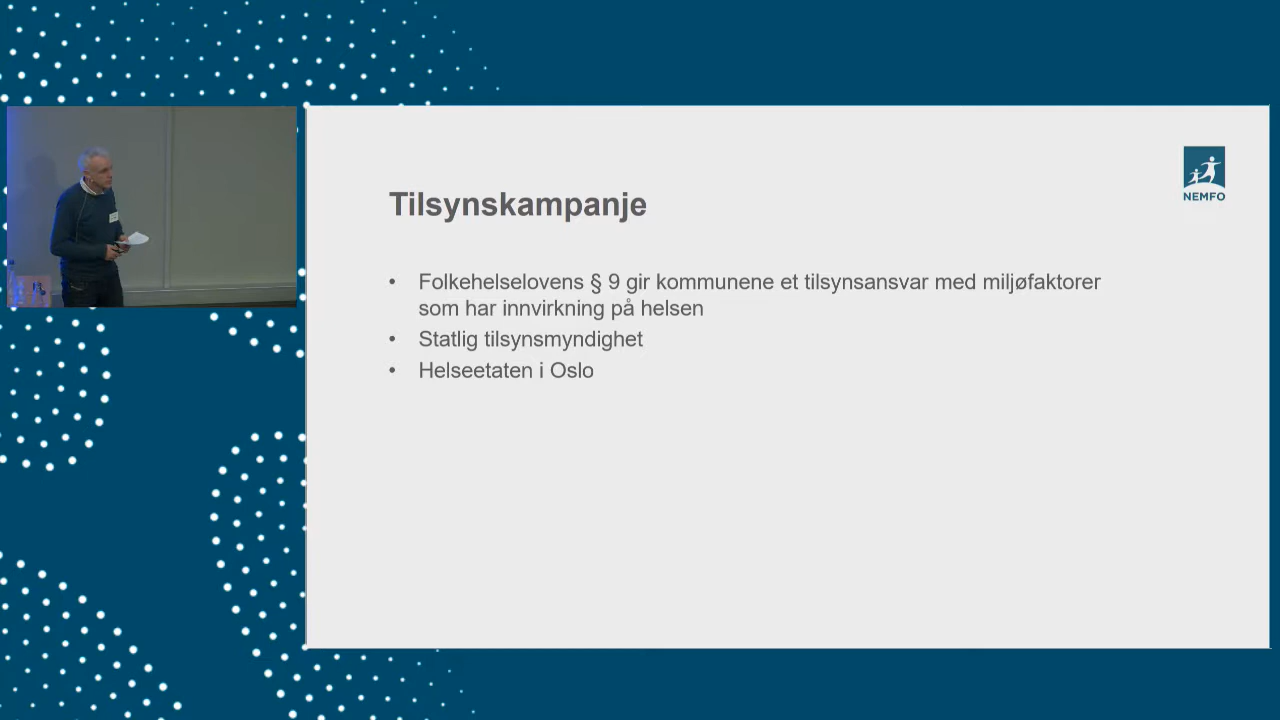 NEMFO
Tilsynskampanje
• Folkehelselovens § 9 gir kommunene et tilsynsansvar med miljøfaktorer
som har innvirkning på helsen
• Statlig tilsynsmyndighet
• Helseetaten i Oslo